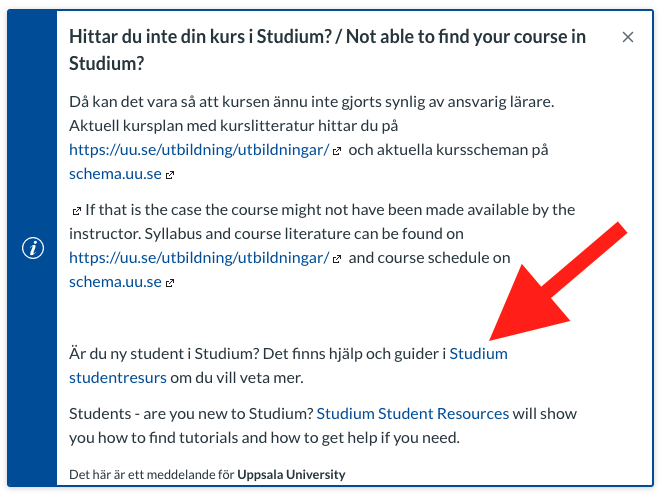 Hittar du inte din kurs i Studium? / Not able to find your course in
Studium?
Då kan det vara så att kursen ännu inte gjorts synlig av ansvarig lärare.
Aktuell kursplan med kurslitteratur hittar du på
https://uu.se/utbildning/utbildningar/ och aktuella kursscheman på
schema.uu.se
If that is the case the course might not have been made available by the
instructor. Syllabus and course literature can be found on
https://uu.se/utbildning/utbildningar/ and course schedule on
schema.uu.se
Är du ny student i Studium? Det finns hjälp och guider i Studium
studentresurs om du vill veta mer.
Students - are you new to Studium? Studium Student Resources will show
you how to find tutorials and how to get help if you need.
Det här är ett meddelande för Uppsala University